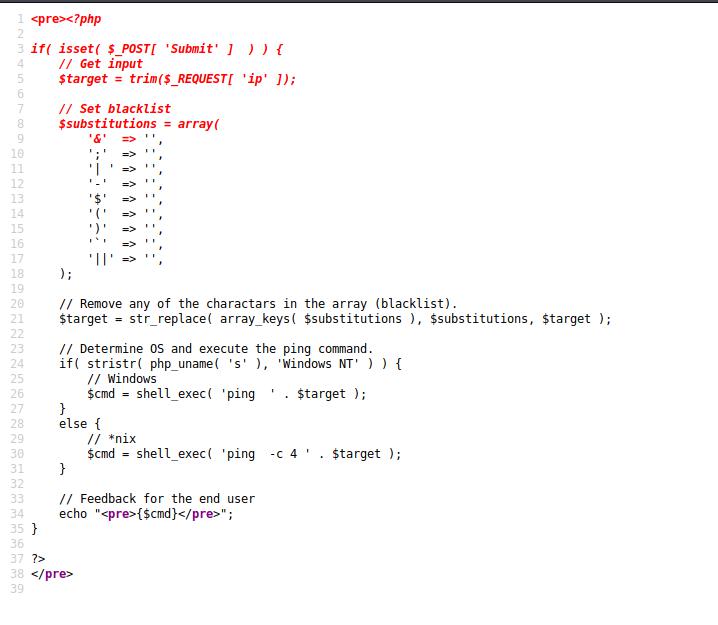 1 <pre><?php
2
3 if( isset( $_POST[ 'Submit' ]  ) ) {
4     // Get input
5     $target = trim($_REQUEST[ 'ip' ]);
6
7     // Set blacklist
8     $substitutions = array(
9         '&'  => '',
10         ';'  => '',
11         '| ' => '',
12         '-'  => '',
13         '$'  => '',
14         '('  => '',
15         ')'  => '',
16         '`'  => '',
17         '||' => '',
18     );
19
20     // Remove any of the charactars in the array (blacklist).
21     $target = str_replace( array_keys( $substitutions ), $substitutions, $target );
22
23     // Determine OS and execute the ping command.
24     if( stristr( php_uname( 's' ), 'Windows NT' ) ) {
25         // Windows
26         $cmd = shell_exec( 'ping  ' . $target );
27     }
28     else {
29         // *nix
30         $cmd = shell_exec( 'ping  -c 4 ' . $target );
31     }
32
33     // Feedback for the end user
34     echo "<pre>{$cmd}</pre>";
35 }
36
37 ?>
38 </pre>
39